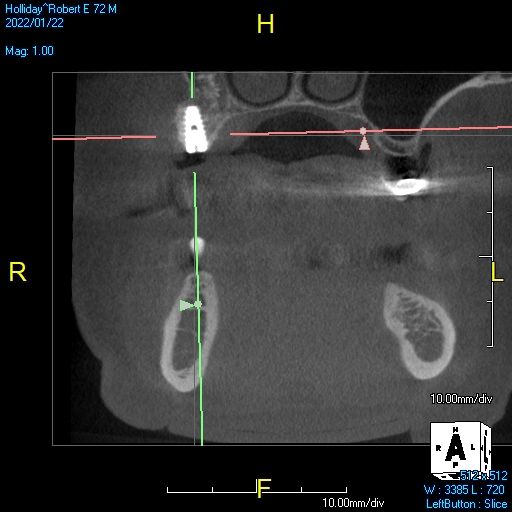 Holliday^Robert E 72 M
2022/01/22
Mag: 1.00
H
R
L
10.00mm/div
H
R A L
F
512x512
F
10.00mm/div
W : 3385 L : 720
LeftButton : Slice